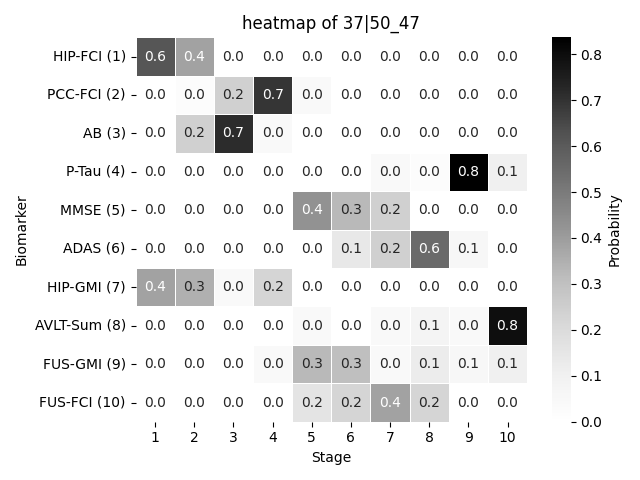 heatmap of 37|50_47
HIP-FCI (1) 0.6 0.4 0.0 0.0 0.0 0.0 0.0 0.0 0.0 0.0
PCC-FCI (2) 0.0 0.0 0.2 0.7 0.0 0.0 0.0 0.0 0.0 0.0
AB (3) 0.0 0.2 0.7 0.0 0.0 0.0 0.0 0.0 0.0 0.0
P-Tau (4) 0.0 0.0 0.0 0.0 0.0 0.0 0.0 0.0 0.8 0.1
MMSE (5) 0.0 0.0 0.0 0.0 0.4 0.3 0.2 0.0 0.0 0.0
ADAS (6) 0.0 0.0 0.0 0.0 0.0 0.1 0.2 0.6 0.1 0.0
HIP-GMI (7) 0.4 0.3 0.0 0.2 0.0 0.0 0.0 0.0 0.0 0.0
AVLT-Sum (8) 0.0 0.0 0.0 0.0 0.0 0.0 0.0 0.1 0.0 0.8
FUS-GMI (9) 0.0 0.0 0.0 0.0 0.3 0.3 0.0 0.1 0.1 0.1
FUS-FCI (10) 0.0 0.0 0.0 0.0 0.2 0.2 0.4 0.2 0.0 0.0
1 2 3 4 5 6 7 8 9 10
Stage
Biomarker
0.8
0.7
0.6
0.5
0.4
0.3
0.2
0.1
0.0
Probability